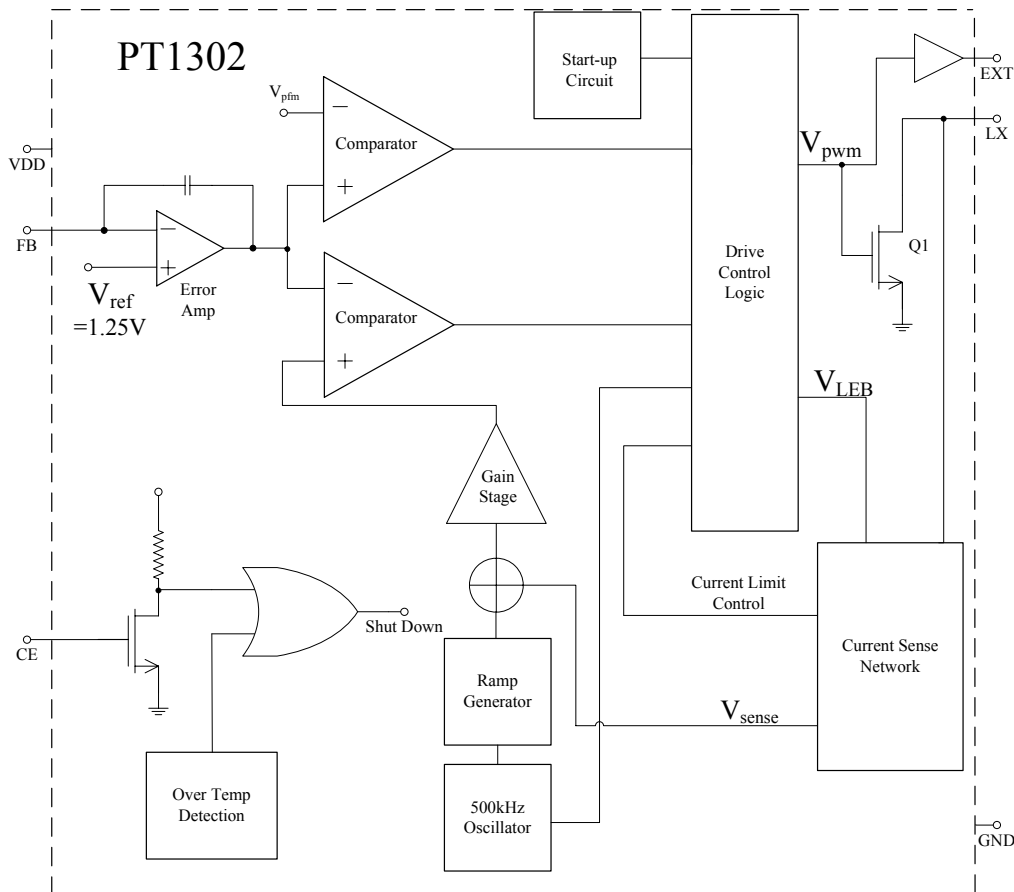 PT1302
Start-up
Circuit
EXT
LX
Vpfm
−
Comparator
+
Vpwm
VDD
FB
−
+
Error
Amp
Vref
=1.25V
−
Comparator
+
Drive
Control
Logic
Q1
VLEB
Gain
Stage
Current Limit
Control
Shut Down
CE
Ramp
Generator
Current Sense
Network
Vsense
Over Temp
Detection
500kHz
Oscillator
GND